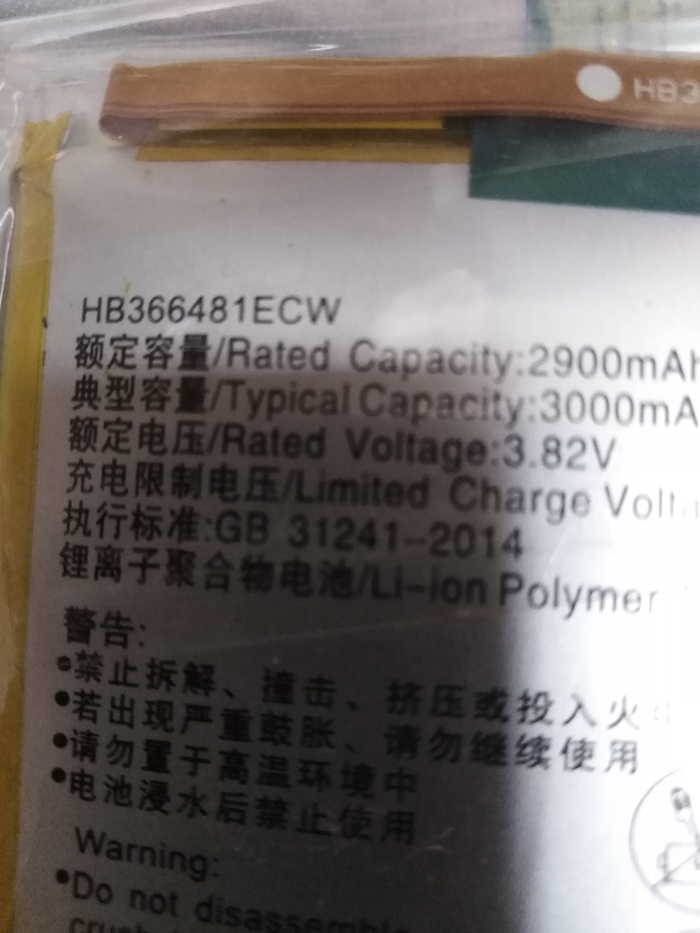 HB3
HB366481ECW
额定容量/Rated Capacity:2900mAh
典型容量/Typical Capacity:3000mA
额定电压/Rated Voltage:3.82V
充电限制电压/Limited Charge Volta
执行标准:GB 31241-2014
锂离子聚合物电池/Li-ion Polymer
警告:
•禁止拆解、撞击、挤压或投入火
•若出现严重鼓胀、请勿继续使用
•请勿置于高温环境中
•电池浸水后禁止使用
Warning:
•Do not disassemble